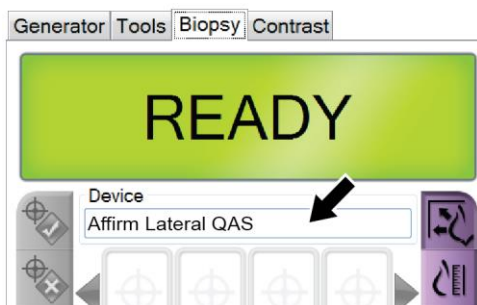 Generator Tools Biopsy Contrast
READY
Device
Affirm Lateral QAS